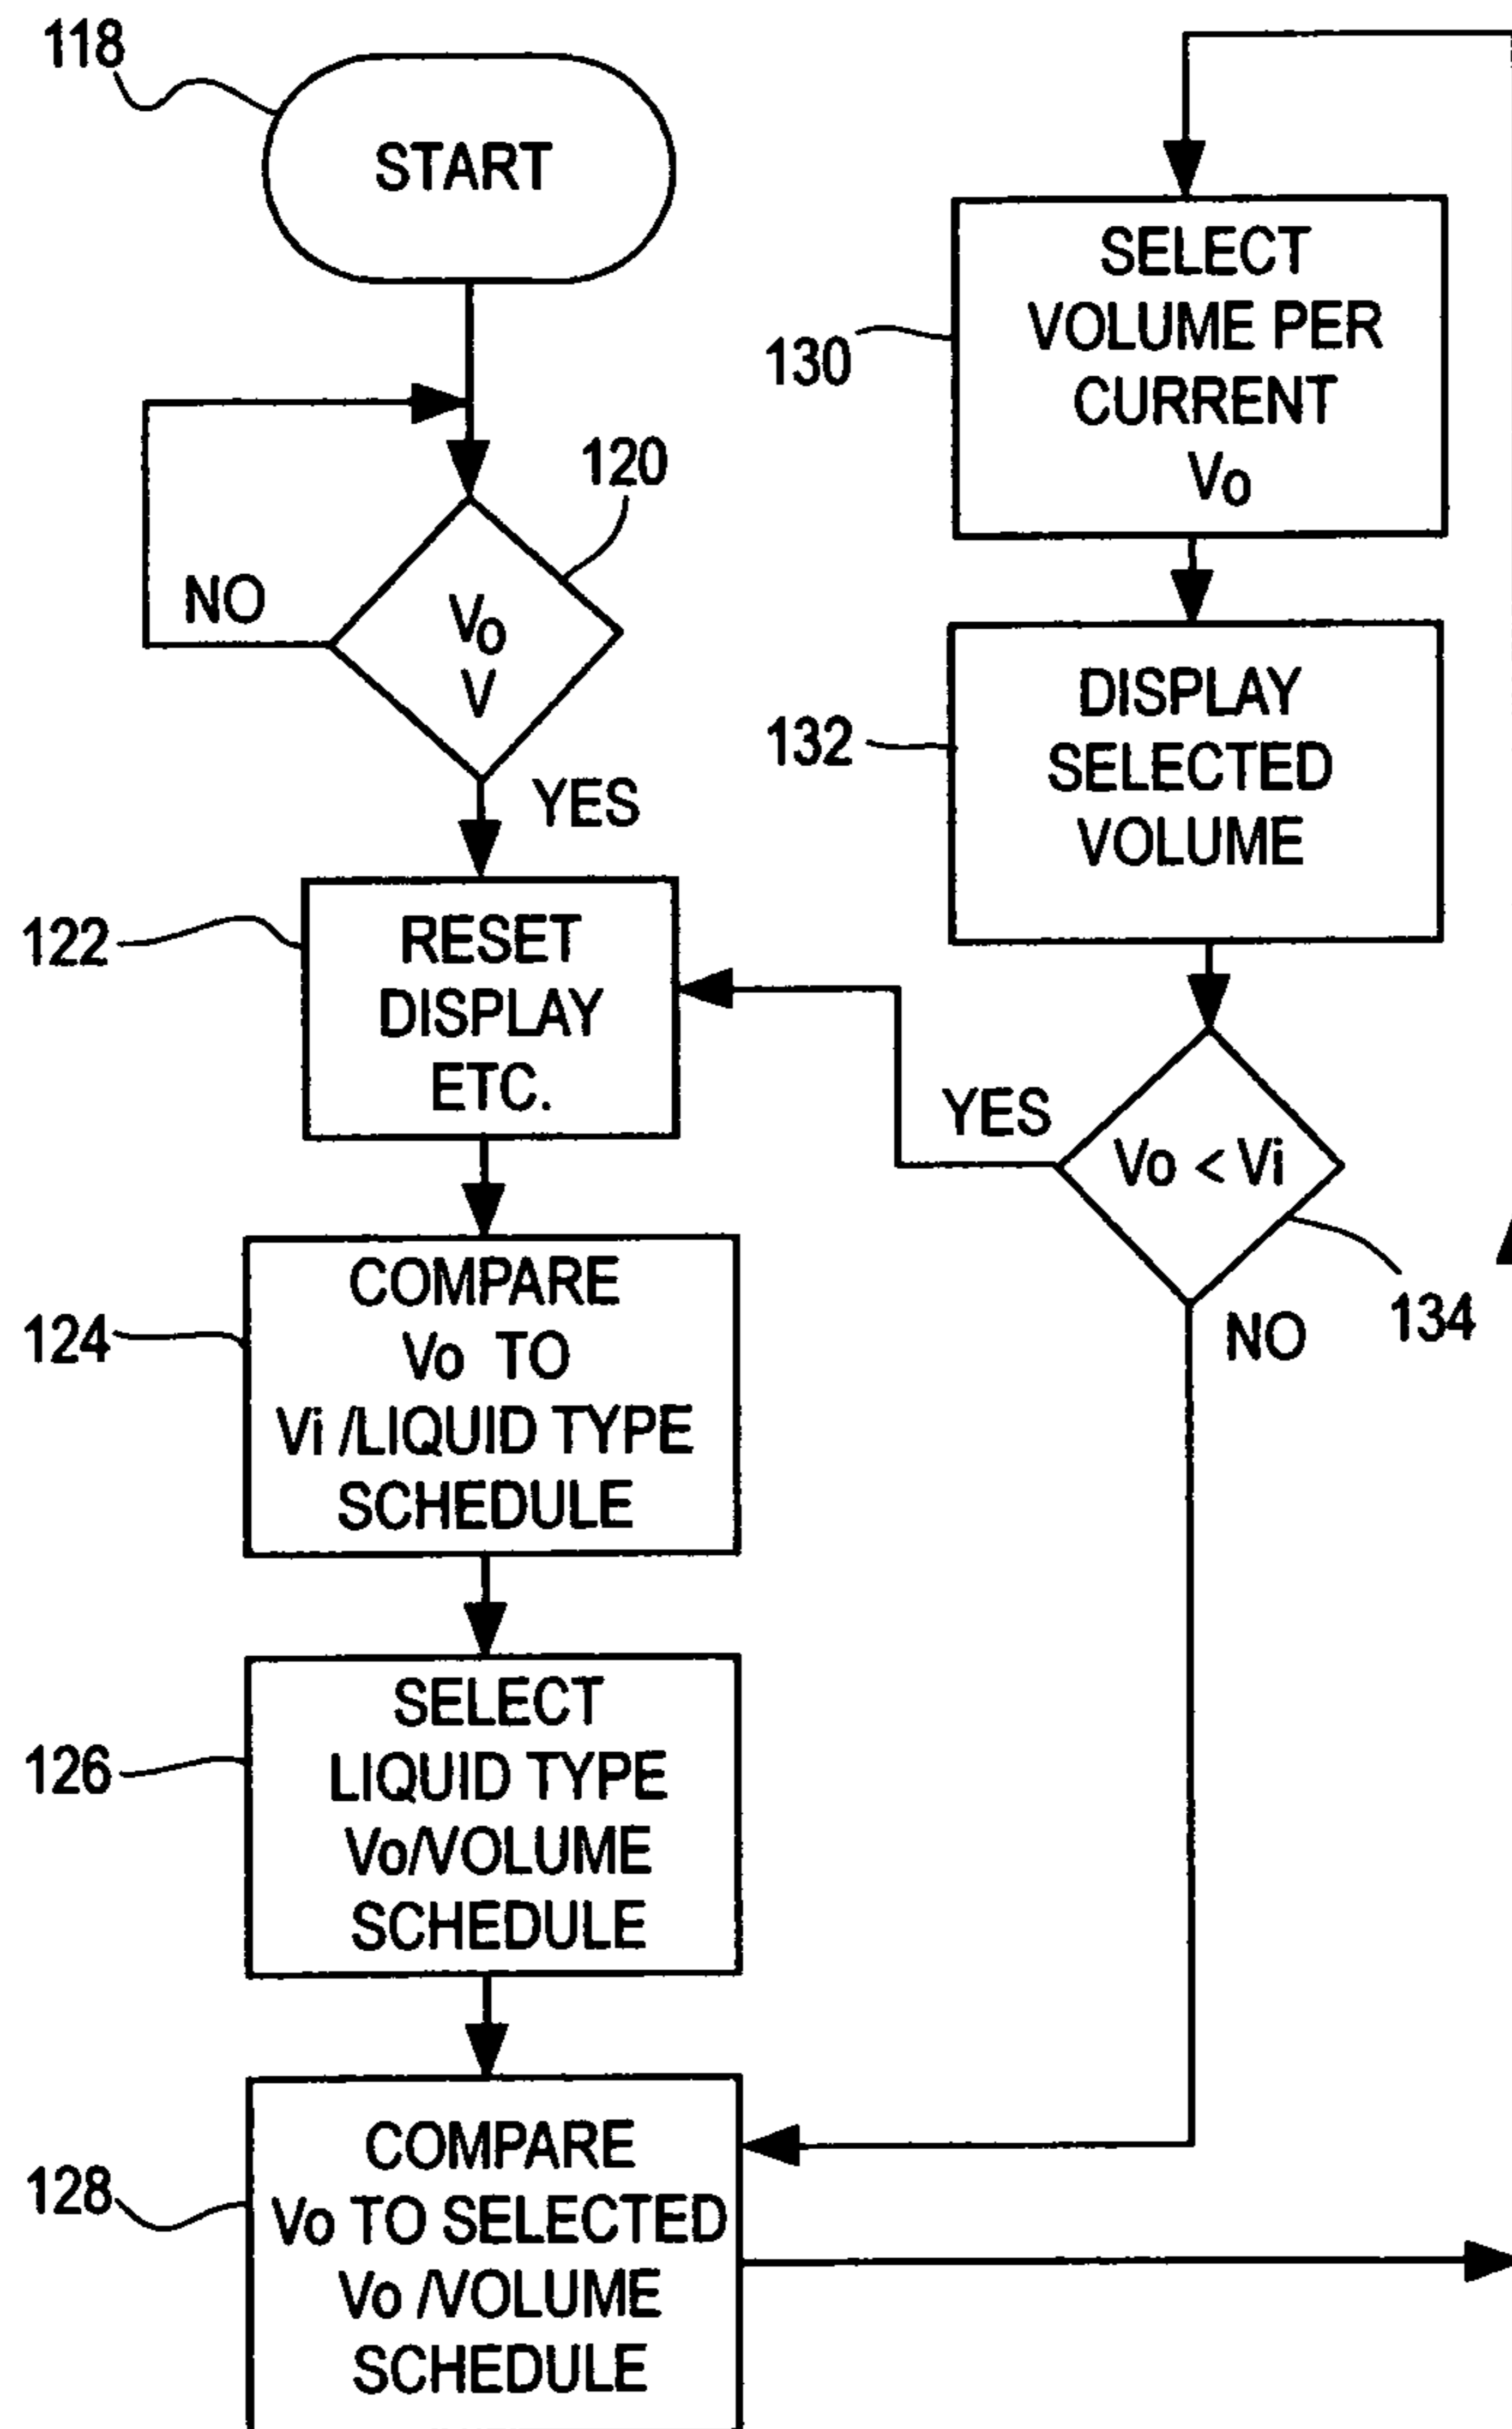 118
START
120
NO
Vo
V
YES
122
RESET
DISPLAY
ETC.
124
COMPARE
Vo TO
Vi /LIQUID TYPE
SCHEDULE
126
SELECT
LIQUID TYPE
Vo/VOLUME
SCHEDULE
128
COMPARE
Vo TO SELECTED
Vo /VOLUME
SCHEDULE
130
SELECT
VOLUME PER
CURRENT
Vo
132
DISPLAY
SELECTED
VOLUME
YES
Vo < Vi
134
NO